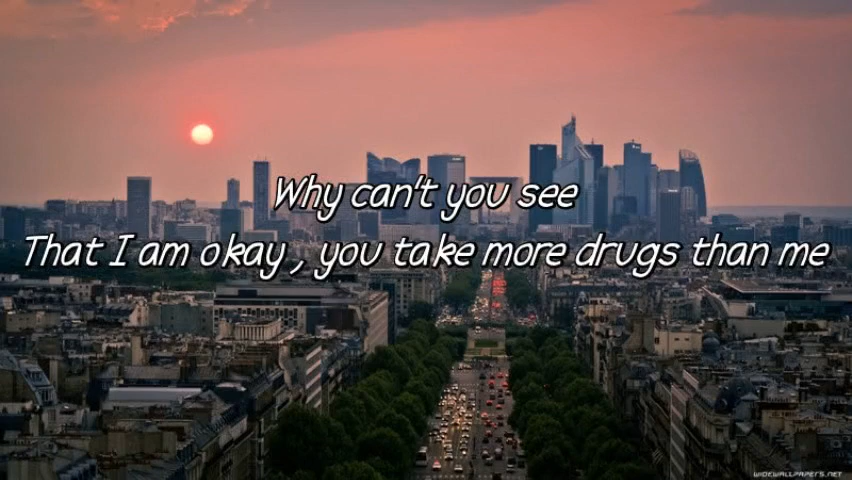 Why can't you see
That I am okay , you take more drugs than me
WIDEWALLPAPERS.NET